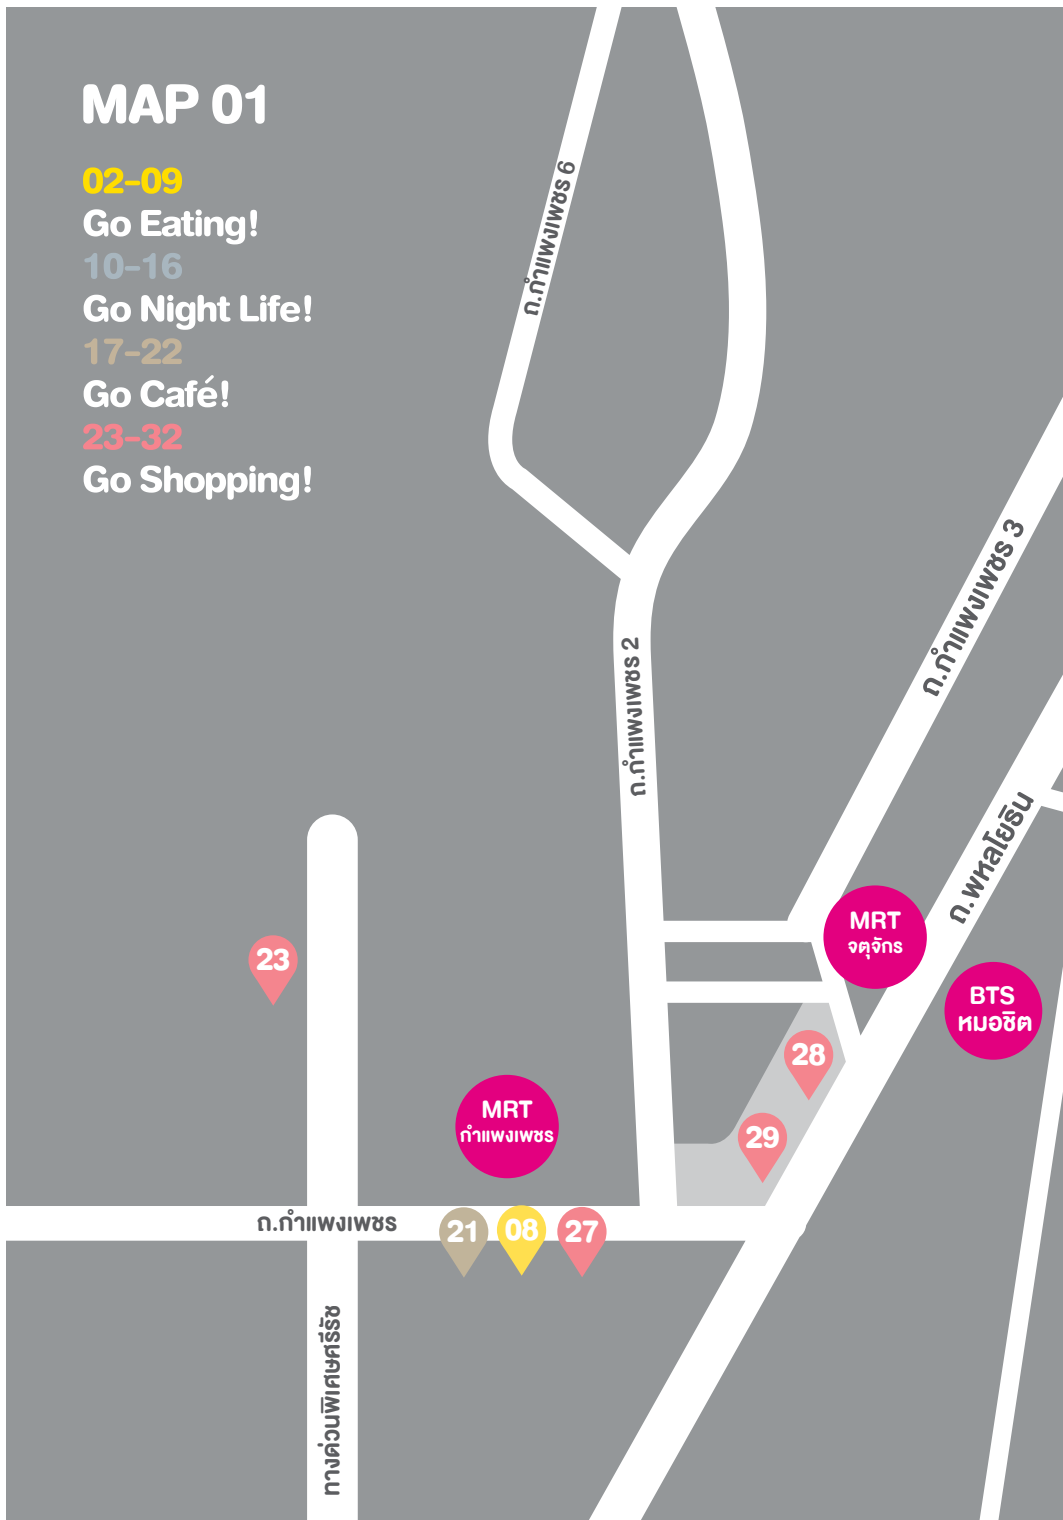 MAP 01
02-09
Go Eating!
10-16
Go Night Life!
17-22
Go Café!
23-32
Go Shopping!
ถ.กำแพงเพชร 6
ถ.กำแพงเพชร 3
ถ.กำแพงเพชร 2
ถ.พหลโยธิน
MRT
จตุจักร
23
BTS
หมอชิต
28
MRT
กำแพงเพชร
29
ถ.กำแพงเพชร
21
08
27
ทางด่วนพิเศษศรีรัช